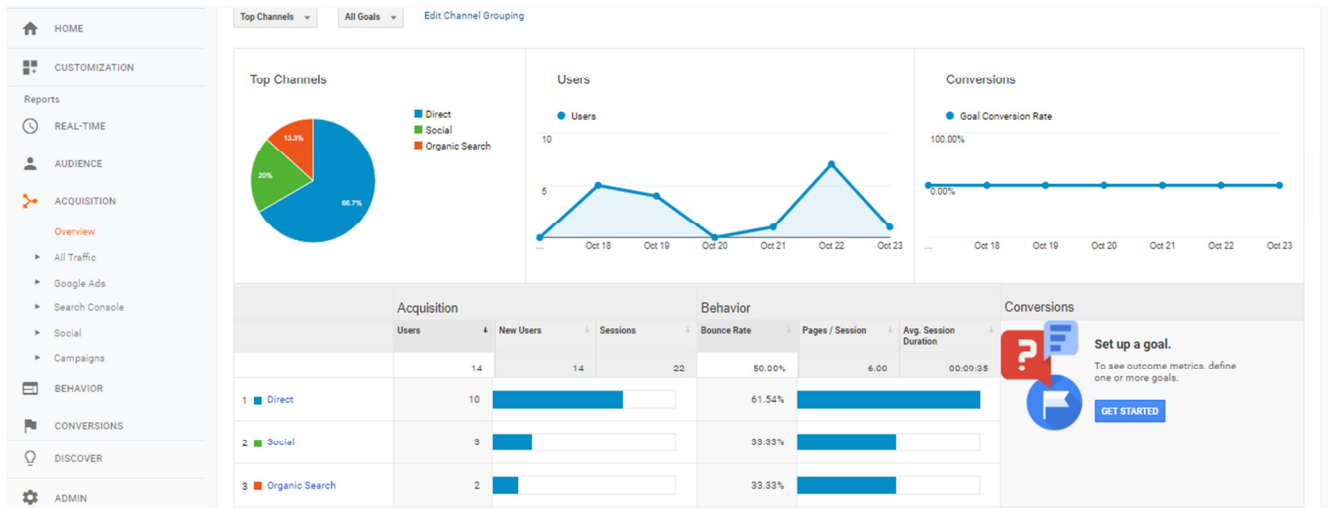 HOME
CUSTOMIZATION
Reports
REAL-TIME
AUDIENCE
ACQUISITION
Overview
All Traffic
Google Ads
Search Console
Social
Campaigns
BEHAVIOR
CONVERSIONS
DISCOVER
ADMIN
Top Channels All Goals Edit Channel Grouping
Top Channels
Direct
Social
Organic Search
13.3%
20%
66.7%
Users
Users
10
5
... Oct 18 Oct 19 Oct 20 Oct 21 Oct 22 Oct 23
Conversions
Goal Conversion Rate
100.00%
0.00%
... Oct 18 Oct 19 Oct 20 Oct 21 Oct 22 Oct 23
Acquisition Behavior Conversions
Users New Users Sessions Bounce Rate Pages / Session Avg. Session
Duration
14 14 22 50.00% 6.00 00:09:35
1 Direct 10 61.54%
2 Social 3 33.33%
3 Organic Search 2 33.33%
?
Set up a goal.
To see outcome metrics, define
one or more goals.
GET STARTED